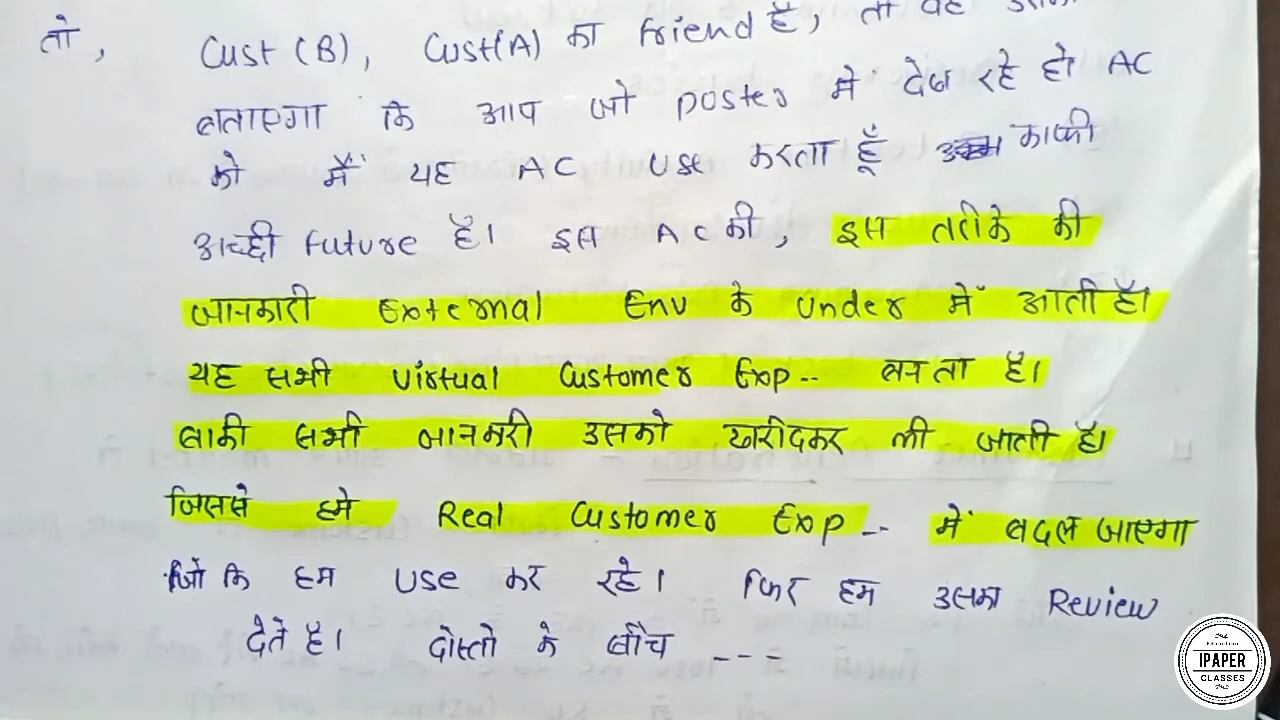 तो, Cust (B), Cust(A) का friend है, तो वह
बताएगा कि आप जो poster में देख रहे हो AC
को मैं यह AC use करता हूँ काफी
अच्छी future है। इस AC की, इस तरीके की
जानकारी External Env के under में आती है।
यह सभी virtual Customer Exp-- बनता है।
बाकी सभी जानकरी उसको खरीदकर ली जाती है।
जिससे हमे Real Customer Exp -- में बदल जाएगा
जो कि हम use कर रहे। फिर हम उसका Review
देते है। दोस्तो के बीच ---
IPAPER
CLASSES